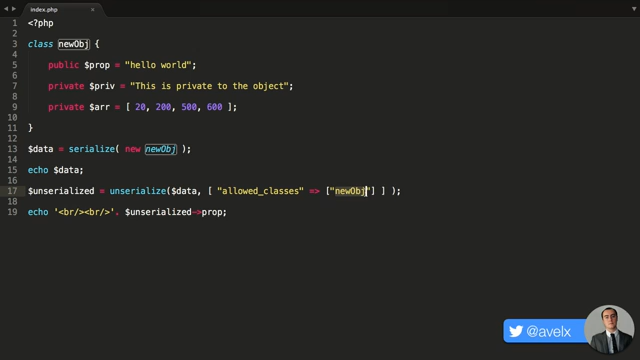 index.php ×
1 <?php
2
3 class newObj {
4
5 public $prop = "hello world";
6
7 private $priv = "This is private to the object";
8
9 private $arr = [ 20, 200, 500, 600 ];
10
11 }
12
13 $data = serialize( new newObj );
14
15 echo $data;
16
17 $unserialized = unserialize($data, [ "allowed_classes" => ["newObj"] ] );
18
19 echo '<br/><br/>'. $unserialized->prop;
@avelx